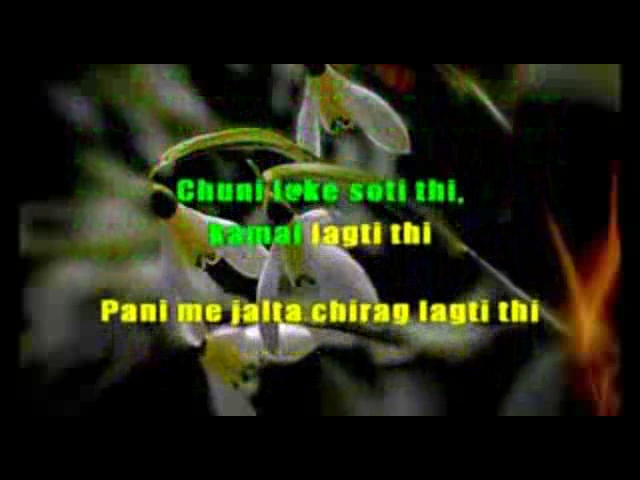 Chuni leke soti thi,
kamal lagti thi
Pani me jalta chirag lagti thi